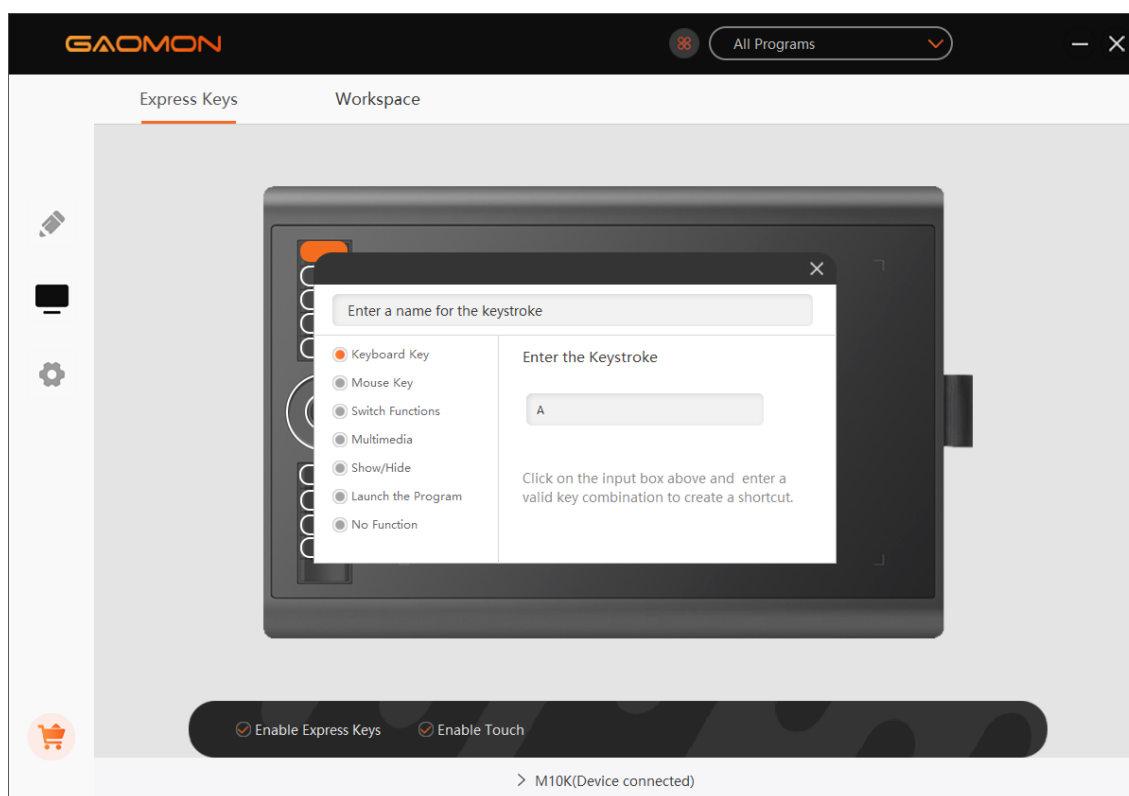 GAOMON
All Programs
Express Keys
Workspace
Enter a name for the keystroke
Keyboard Key
Mouse Key
Switch Functions
Multimedia
Show/Hide
Launch the Program
No Function
Enter the Keystroke
A
Click on the input box above and enter a
valid key combination to create a shortcut.
Enable Express Keys
Enable Touch
M10K(Device connected)